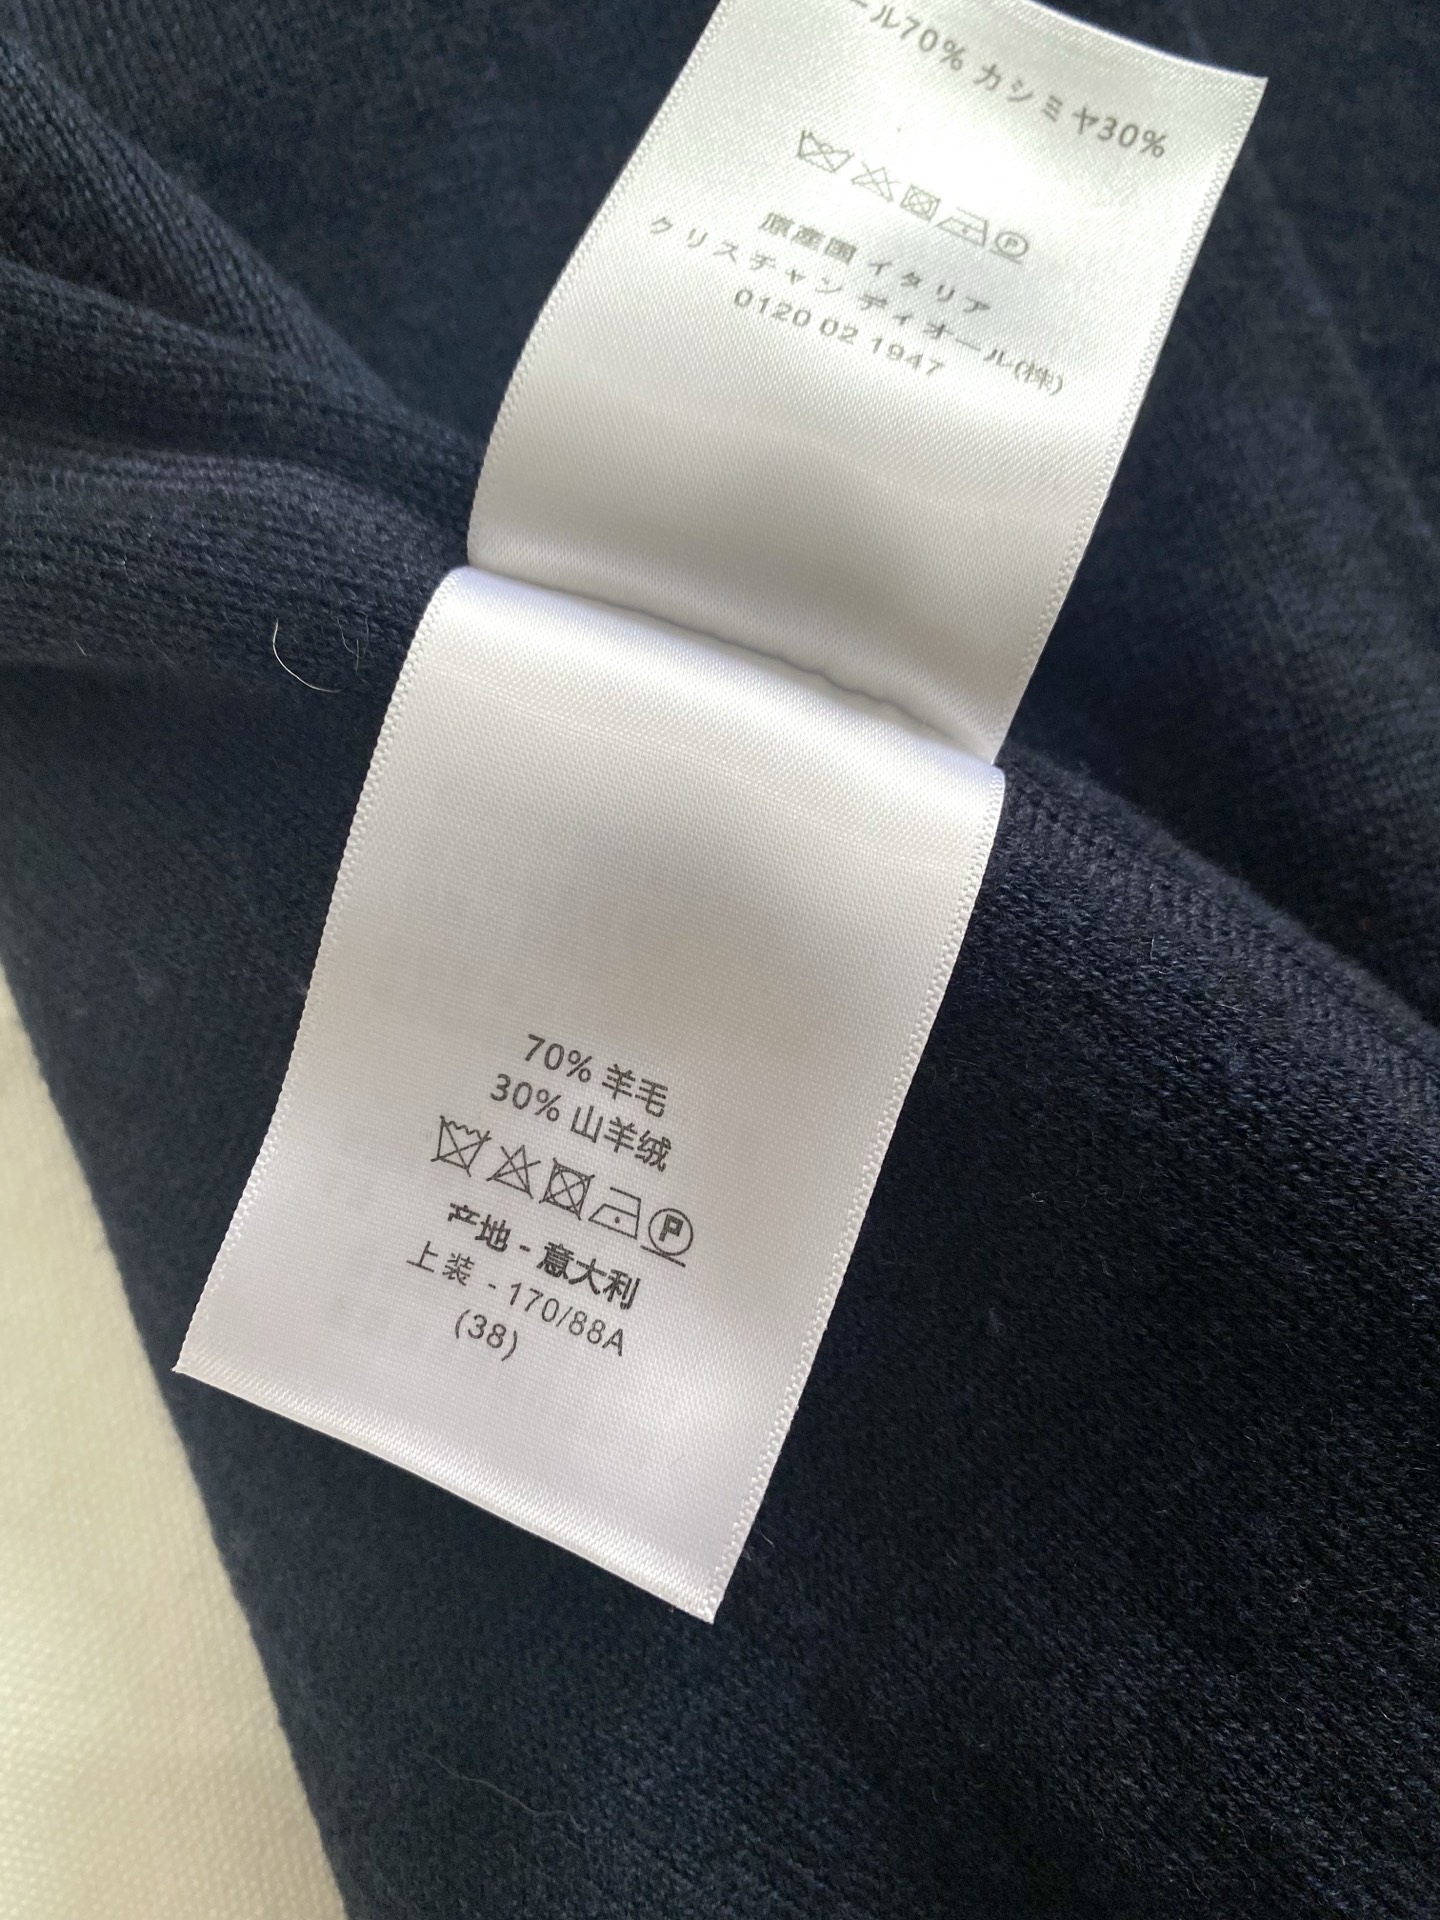 ール70% カシミヤ30%
P
原産国 イタリア
クリスチャン ディオール(株)
0120 02 1947
70% 羊毛
30% 山羊绒
P
产地 - 意大利
上装 - 170/88A
(38)